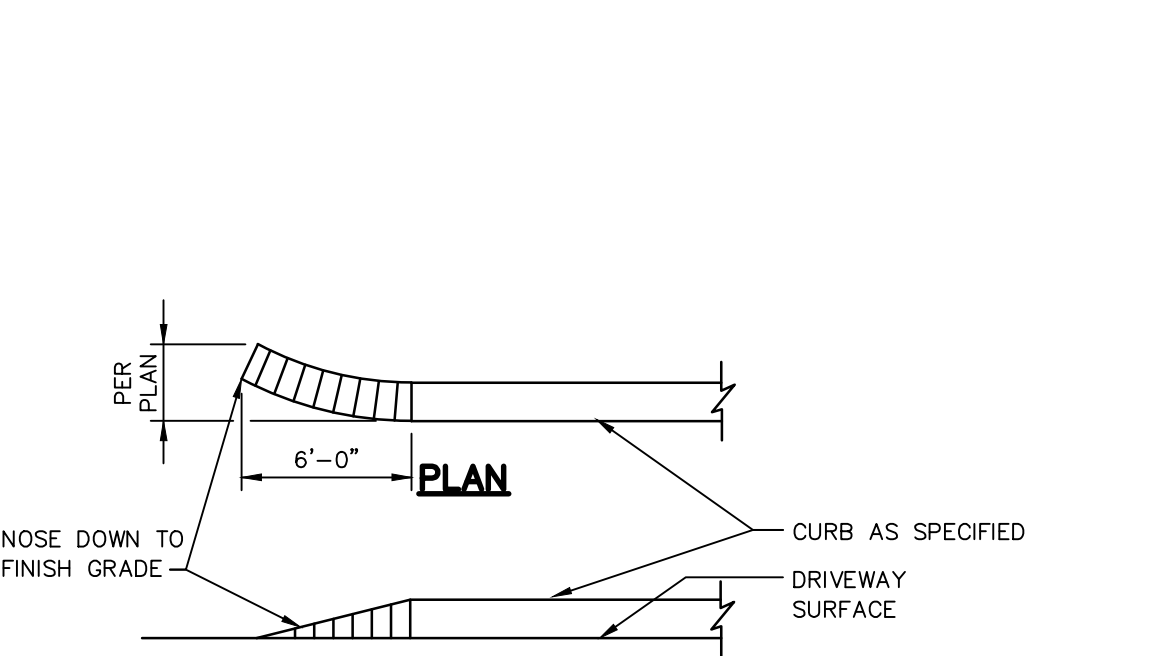 PER
PLAN
6'-0"
PLAN
NOSE DOWN TO
FINISH GRADE
CURB AS SPECIFIED
DRIVEWAY
SURFACE